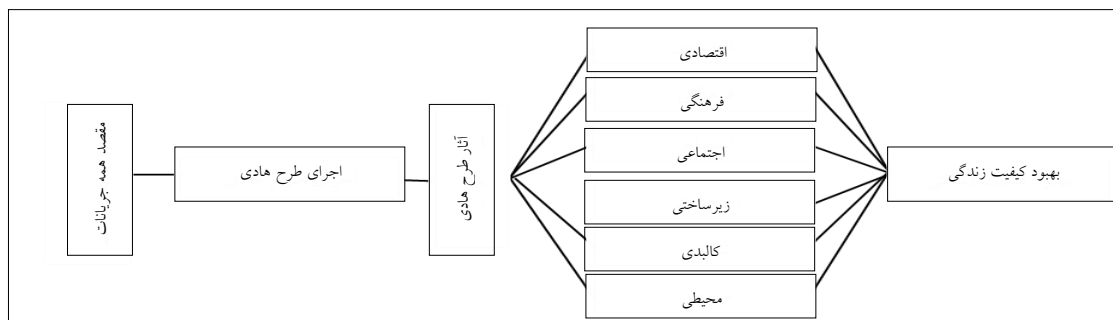 بهبود کیفیت زندگی
اقتصادی
فرهنگی
اجتماعی
زیرساختی
کالبدی
محیطی
آثار طرح هادی
اجرای طرح هادی
مقصد همه جریانات